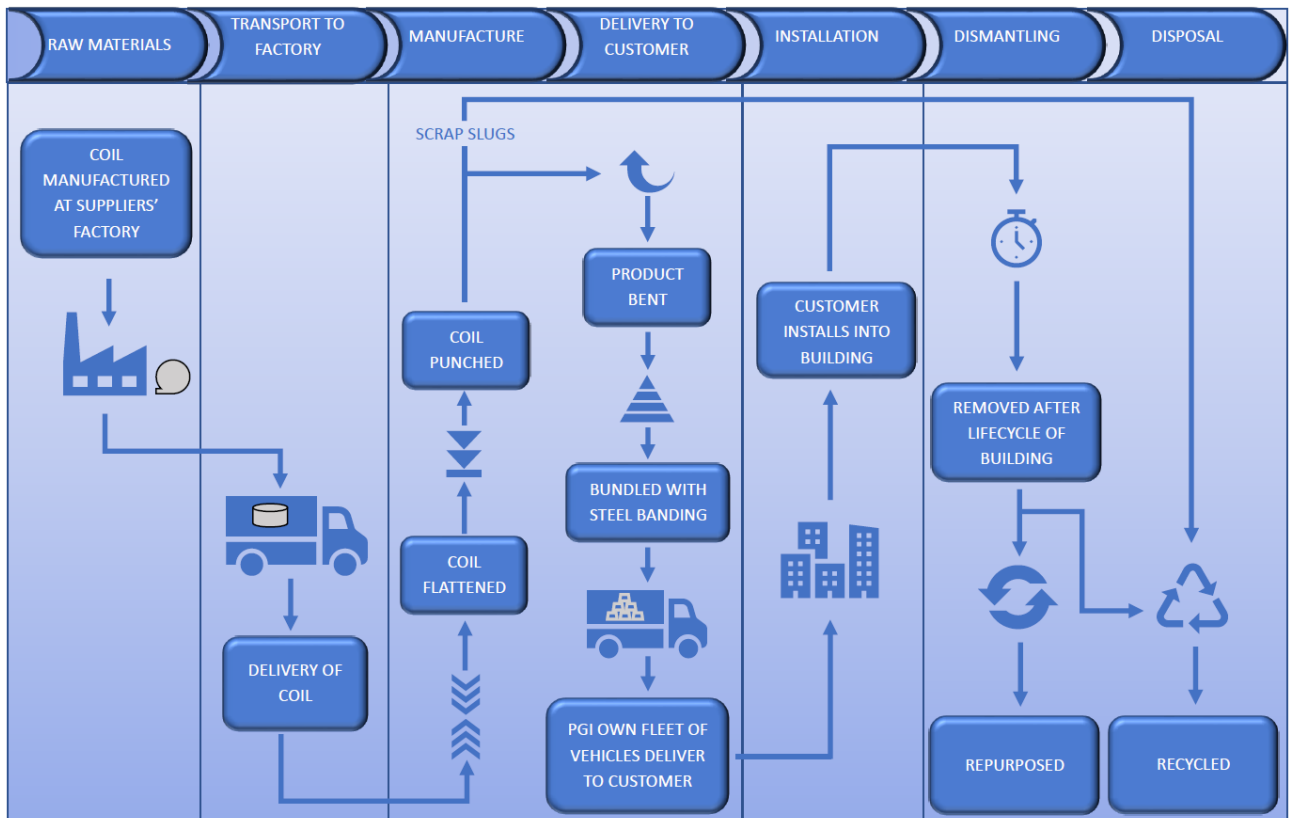 RAW MATERIALS
TRANSPORT TO
FACTORY
MANUFACTURE
DELIVERY TO
CUSTOMER
INSTALLATION
DISMANTLING
DISPOSAL
COIL
MANUFACTURED
AT SUPPLIERS’
FACTORY
DELIVERY OF
COIL
SCRAP SLUGS
COIL
PUNCHED
COIL
FLATTENED
PRODUCT
BENT
BUNDLED WITH
STEEL BANDING
PGI OWN FLEET OF
VEHICLES DELIVER
TO CUSTOMER
CUSTOMER
INSTALLS INTO
BUILDING
REMOVED AFTER
LIFECYCLE OF
BUILDING
REPURPOSED
RECYCLED